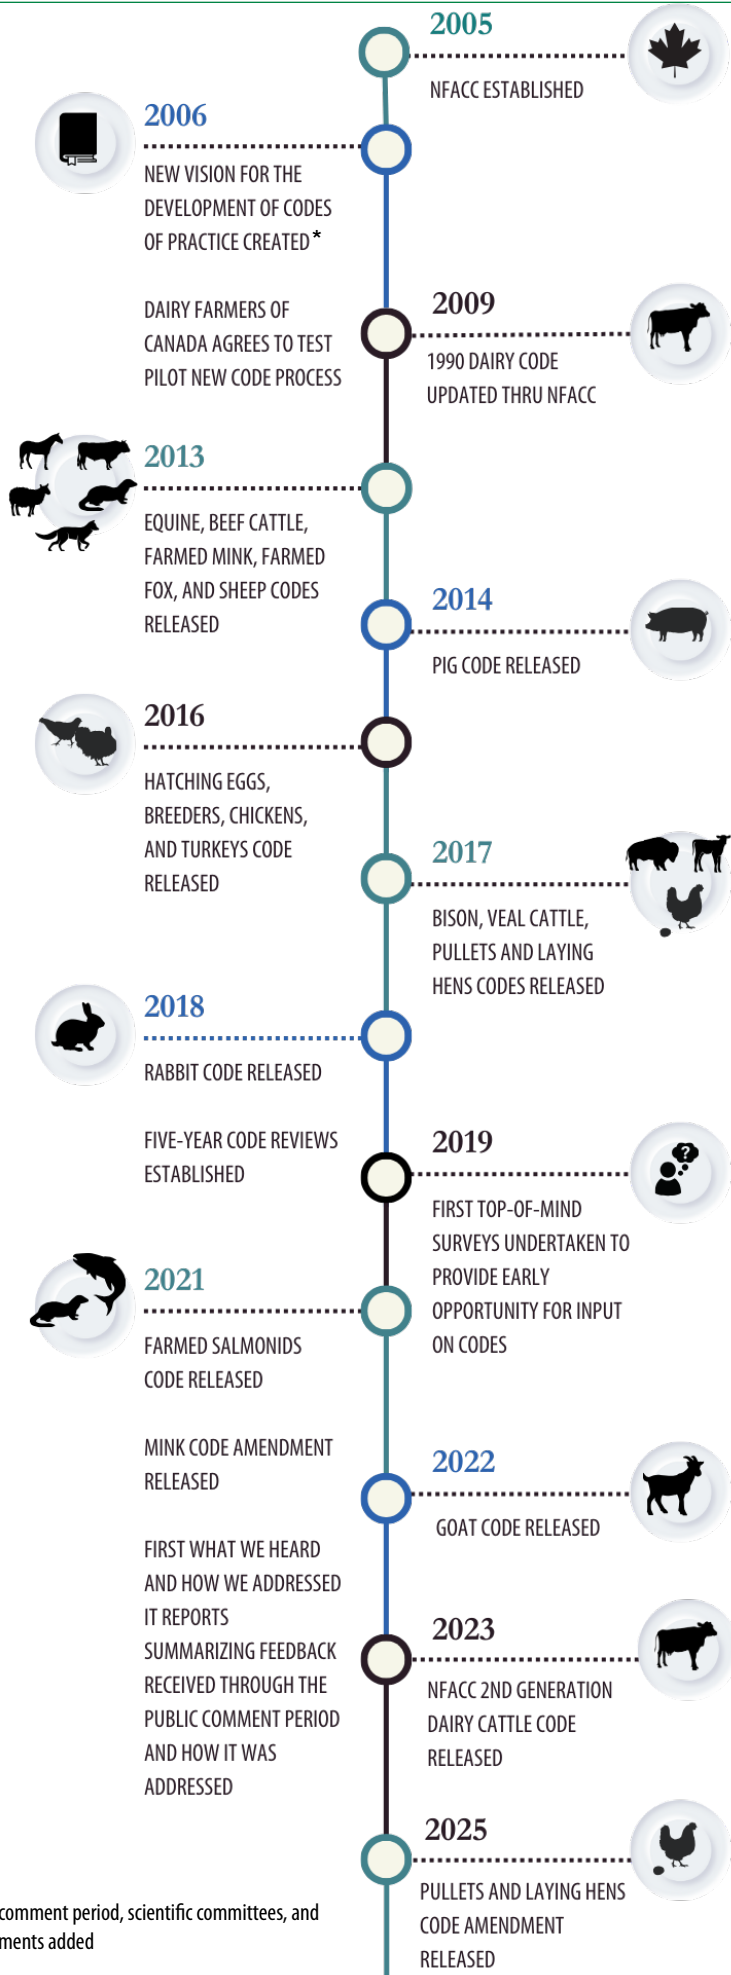 2005
NFACC ESTABLISHED
2006
NEW VISION FOR THE
DEVELOPMENT OF CODES
OF PRACTICE CREATED*
DAIRY FARMERS OF
CANADA AGREES TO TEST
PILOT NEW CODE PROCESS
2009
1990 DAIRY CODE
UPDATED THRU NFACC
2013
EQUINE, BEEF CATTLE,
FARMED MINK, FARMED
FOX, AND SHEEP CODES
RELEASED
2014
PIG CODE RELEASED
2016
HATCHING EGGS,
BREEDERS, CHICKENS,
AND TURKEYS CODE
RELEASED
2017
BISON, VEAL CATTLE,
PULLETS AND LAYING
HENS CODES RELEASED
2018
RABBIT CODE RELEASED
FIVE-YEAR CODE REVIEWS
ESTABLISHED
2019
?
FIRST TOP-OF-MIND
SURVEYS UNDERTAKEN TO
PROVIDE EARLY
OPPORTUNITY FOR INPUT
ON CODES
2021
FARMED SALMONIDS
CODE RELEASED
MINK CODE AMENDMENT
RELEASED
FIRST WHAT WE HEARD
AND HOW WE ADDRESSED
IT REPORTS
SUMMARIZING FEEDBACK
RECEIVED THROUGH THE
PUBLIC COMMENT PERIOD
AND HOW IT WAS
ADDRESSED
2022
GOAT CODE RELEASED
2023
NFACC 2ND GENERATION
DAIRY CATTLE CODE
RELEASED
2025
PULLETS AND LAYING HENS
CODE AMENDMENT
RELEASED
comment period, scientific committees, and
ments added